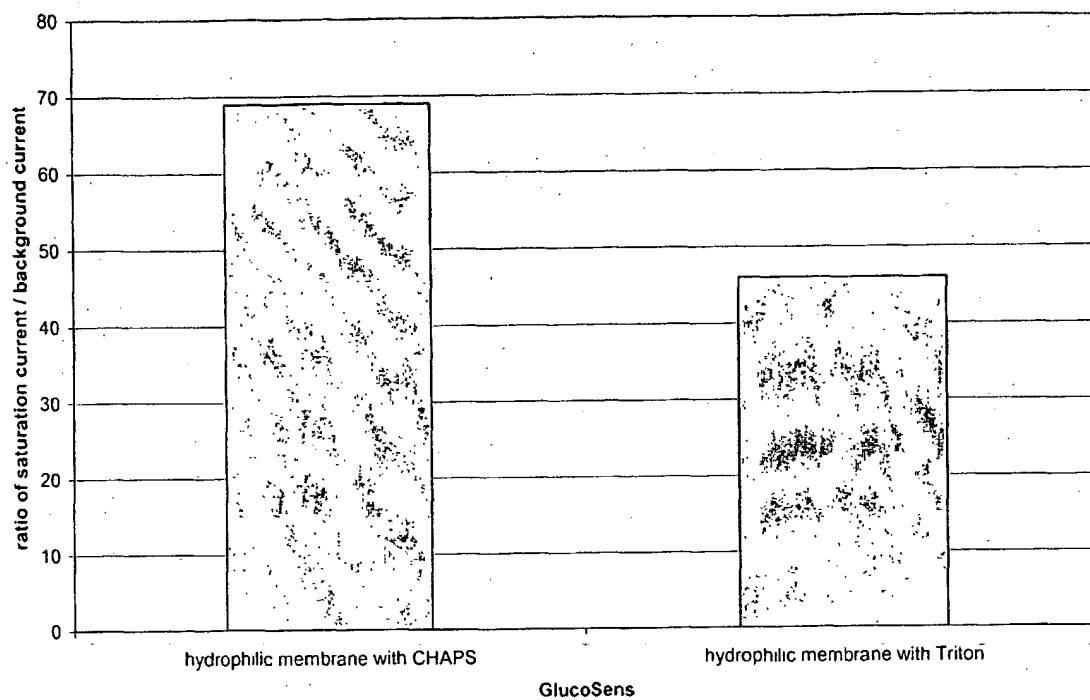 ratio of saturation current / background current
80
70
60
50
40
30
20
10
0
hydrophilic membrane with CHAPS
hydrophilic membrane with Triton
GlucoSens